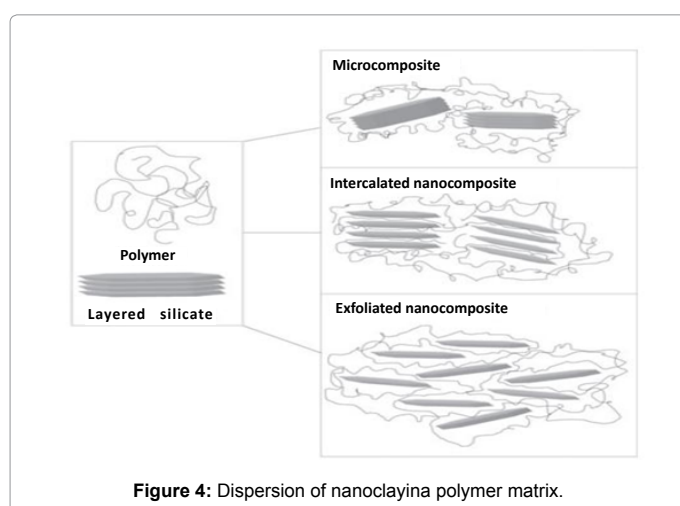 Microcomposite
Intercalated nanocomposite
Polymer
Layered silicate
Exfoliated nanocomposite
Figure 4: Dispersion of nanoclayina polymer matrix.